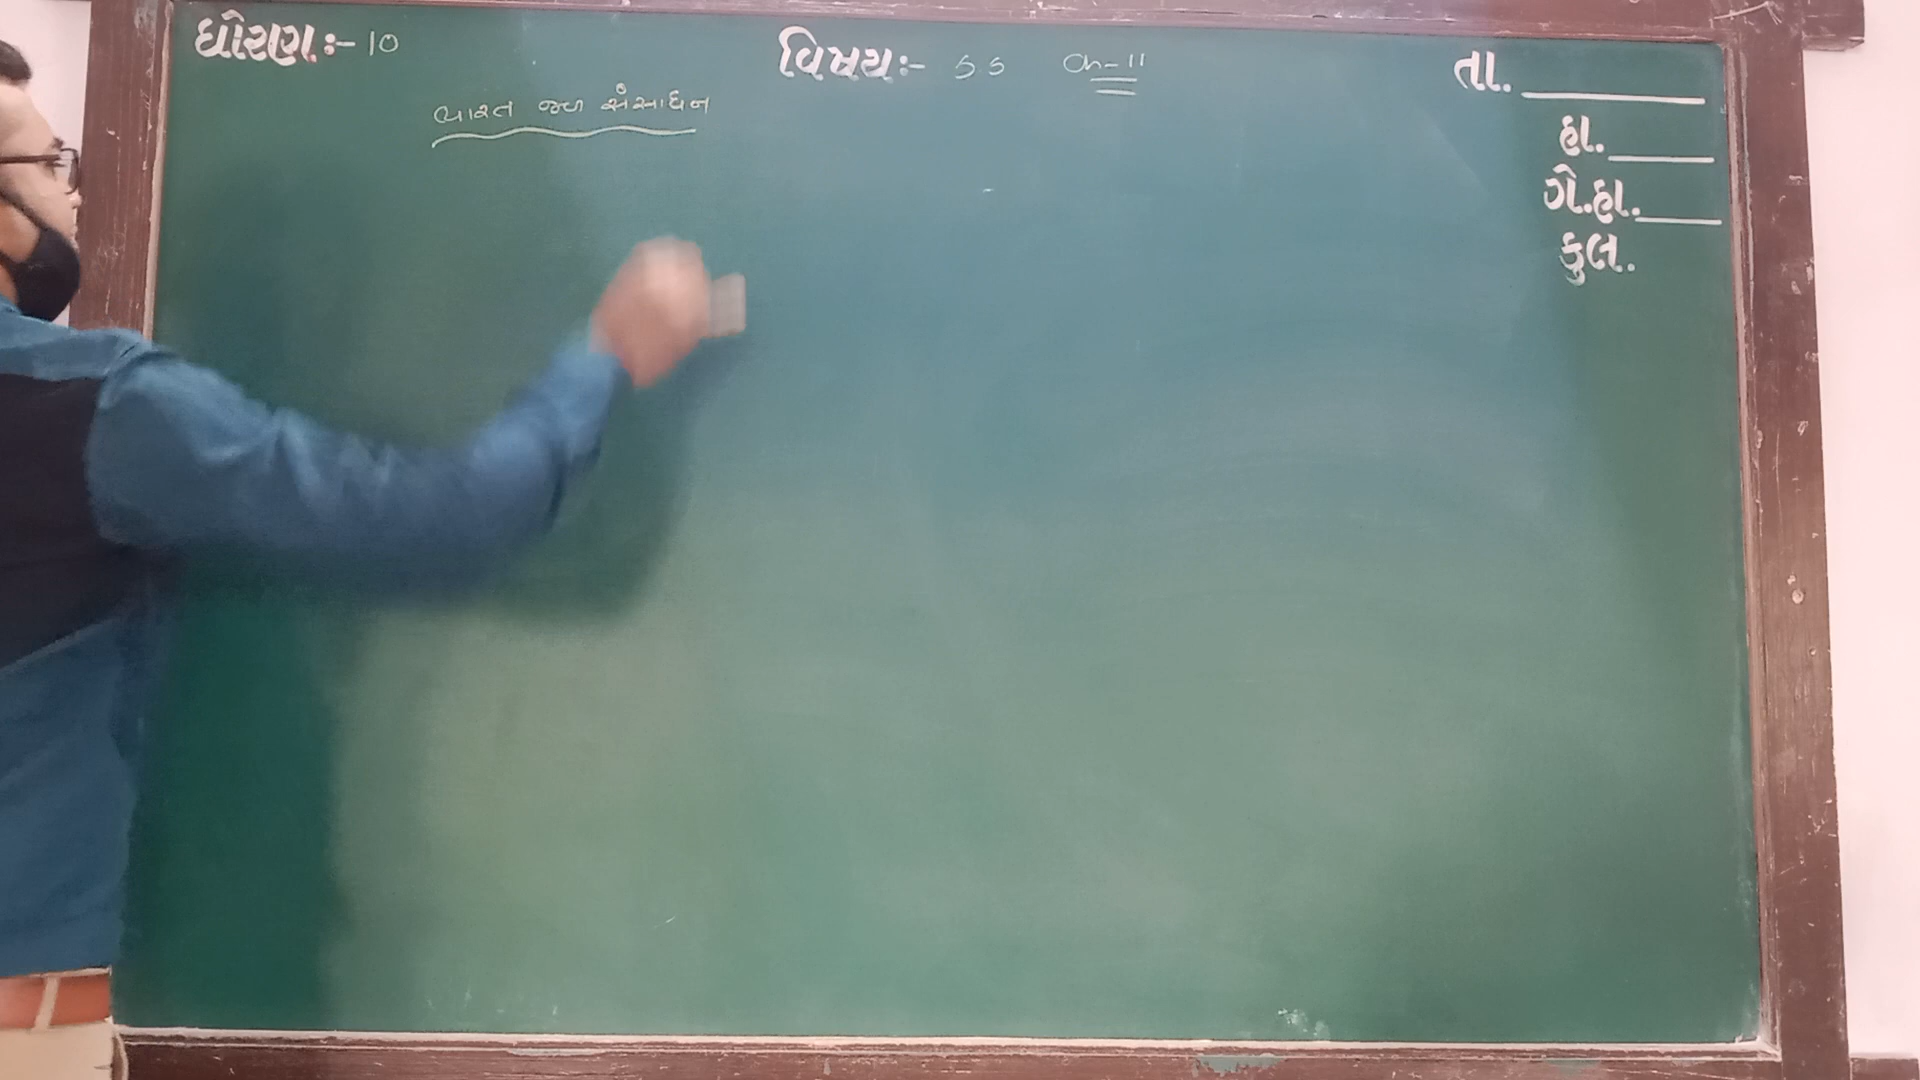 ધોરણ:- 10
વિષય:- SS Ch-11
તા.
ભારત જળ સંસાધન
હા.
ગે.હા.
કુલ.